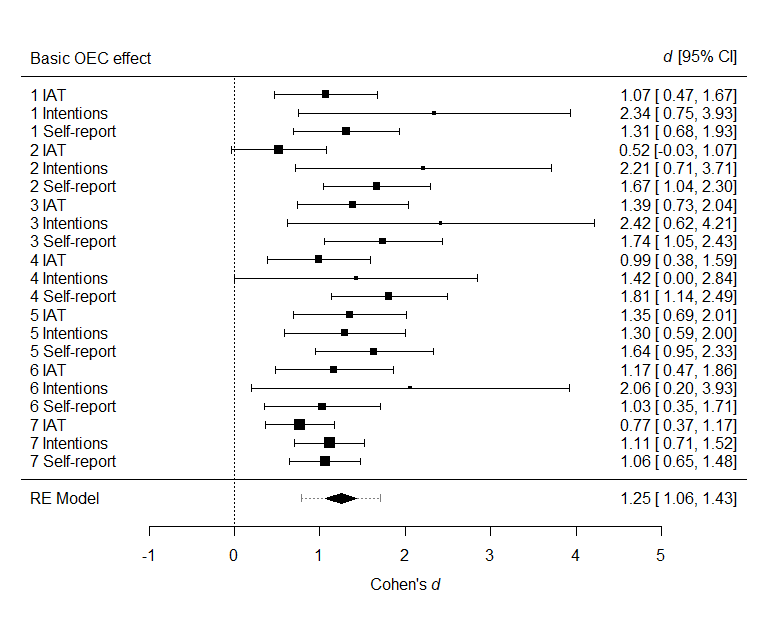 Basic OEC effect d [95% CI]
1 IAT 1.07 [ 0.47, 1.67]
1 Intentions 2.34 [ 0.75, 3.93]
1 Self-report 1.31 [ 0.68, 1.93]
2 IAT 0.52 [-0.03, 1.07]
2 Intentions 2.21 [ 0.71, 3.71]
2 Self-report 1.67 [ 1.04, 2.30]
3 IAT 1.39 [ 0.73, 2.04]
3 Intentions 2.42 [ 0.62, 4.21]
3 Self-report 1.74 [ 1.05, 2.43]
4 IAT 0.99 [ 0.38, 1.59]
4 Intentions 1.42 [ 0.00, 2.84]
4 Self-report 1.81 [ 1.14, 2.49]
5 IAT 1.35 [ 0.69, 2.01]
5 Intentions 1.30 [ 0.59, 2.00]
5 Self-report 1.64 [ 0.95, 2.33]
6 IAT 1.17 [ 0.47, 1.86]
6 Intentions 2.06 [ 0.20, 3.93]
6 Self-report 1.03 [ 0.35, 1.71]
7 IAT 0.77 [ 0.37, 1.17]
7 Intentions 1.11 [ 0.71, 1.52]
7 Self-report 1.06 [ 0.65, 1.48]
RE Model 1.25 [ 1.06, 1.43]
-1 0 1 2 3 4 5
Cohen's d